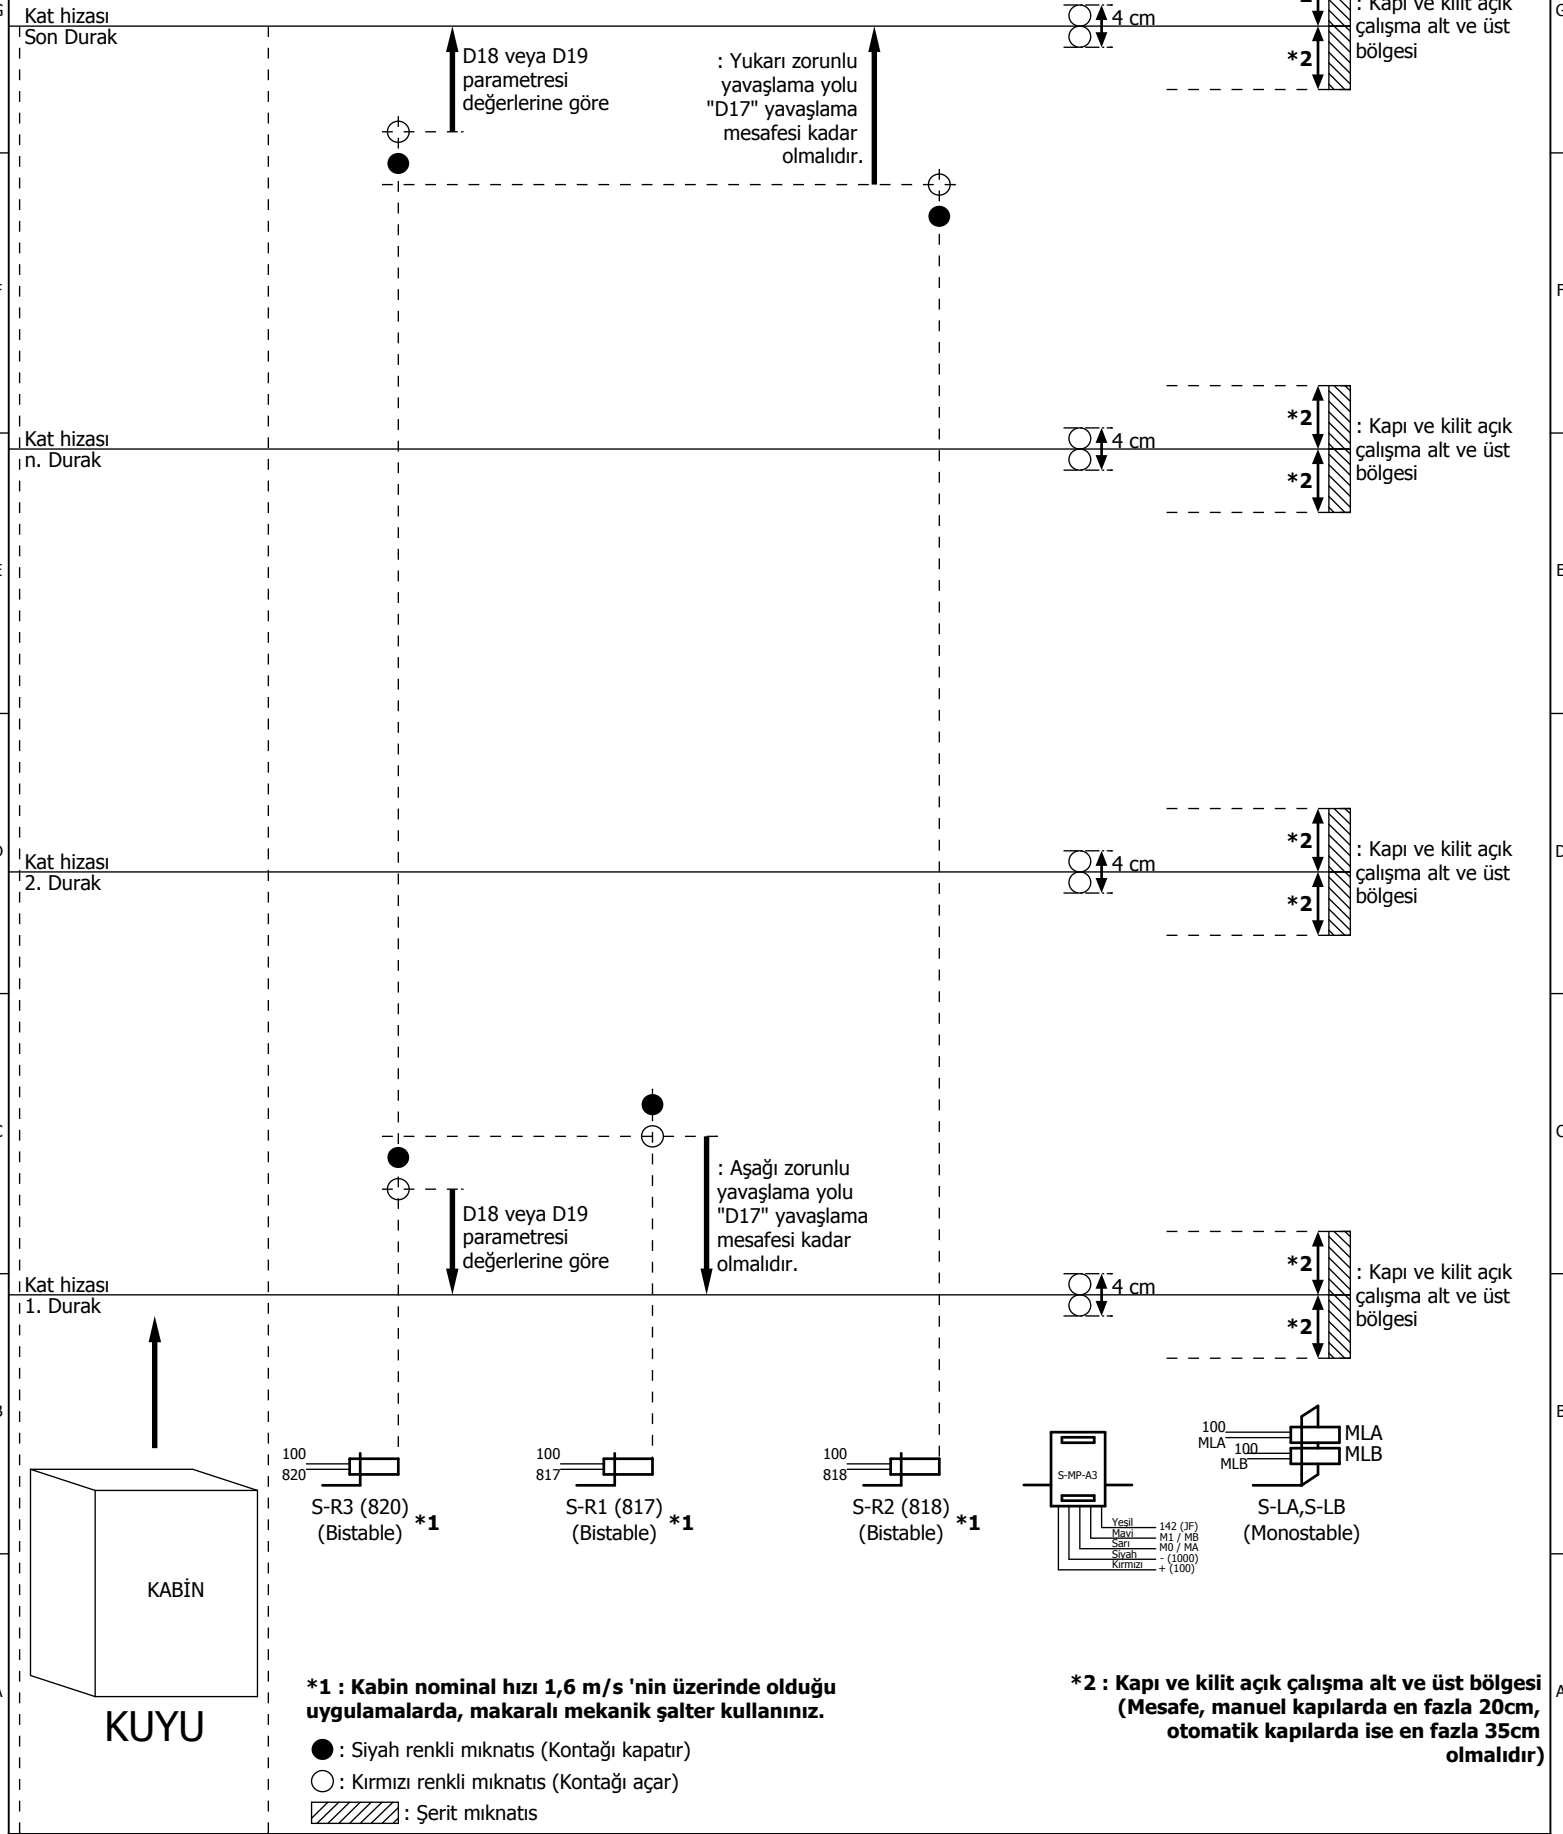 G
G
Kat hizası
Son Durak
D18 veya D19
parametresi
değerlerine göre
: Yukarı zorunlu
yavaşlama yolu
"D17" yavaşlama
mesafesi kadar
olmalıdır.
4 cm
*2
: Kapı ve kilit açık
çalışma alt ve üst
bölgesi
F
Kat hizası
n. Durak
4 cm
*2
*2
: Kapı ve kilit açık
çalışma alt ve üst
bölgesi
E
E
Kat hizası
2. Durak
4 cm
*2
*2
: Kapı ve kilit açık
çalışma alt ve üst
bölgesi
D
D
C
C
D18 veya D19
parametresi
değerlerine göre
: Aşağı zorunlu
yavaşlama yolu
"D17" yavaşlama
mesafesi kadar
olmalıdır.
Kat hizası
1. Durak
4 cm
*2
*2
: Kapı ve kilit açık
çalışma alt ve üst
bölgesi
B
B
100
820
S-R3 (820)
(Bistable)
*1
100
817
S-R1 (817)
(Bistable)
*1
100
818
S-R2 (818)
(Bistable)
*1
S-MP-A3
Yeşil 142 (JF)
Mavi M1 / MB
Sarı M0 / MA
Siyah - (1000)
Kırmızı + (100)
100
MLA
100
MLB
MLA
MLB
S-LA,S-LB
(Monostable)
KABİN
KUYU
A
A
*1 : Kabin nominal hızı 1,6 m/s 'nin üzerinde olduğu
uygulamalarda, makaralı mekanik şalter kullanınız.
: Siyah renkli mıknatıs (Kontağı kapatır)
: Kırmızı renkli mıknatıs (Kontağı açar)
: Şerit mıknatıs
*2 : Kapı ve kilit açık çalışma alt ve üst bölgesi
(Mesafe, manuel kapılarda en fazla 20cm,
otomatik kapılarda ise en fazla 35cm
olmalıdır)